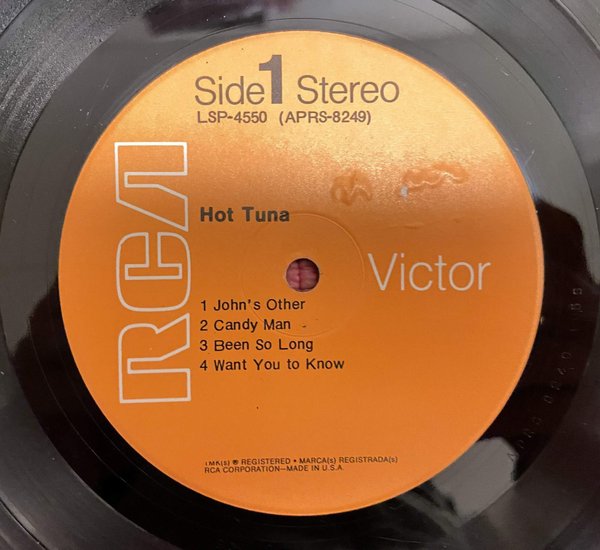 Side 1 Stereo
LSP-4550 (APRS-8249)
RCA
Hot Tuna
Victor
1 John's Other
2 Candy Man
3 Been So Long
4 Want You to Know
TMK(s) ® REGISTERED • MARCA(s) REGISTRADA(s)
RCA CORPORATION—MADE IN U.S.A.